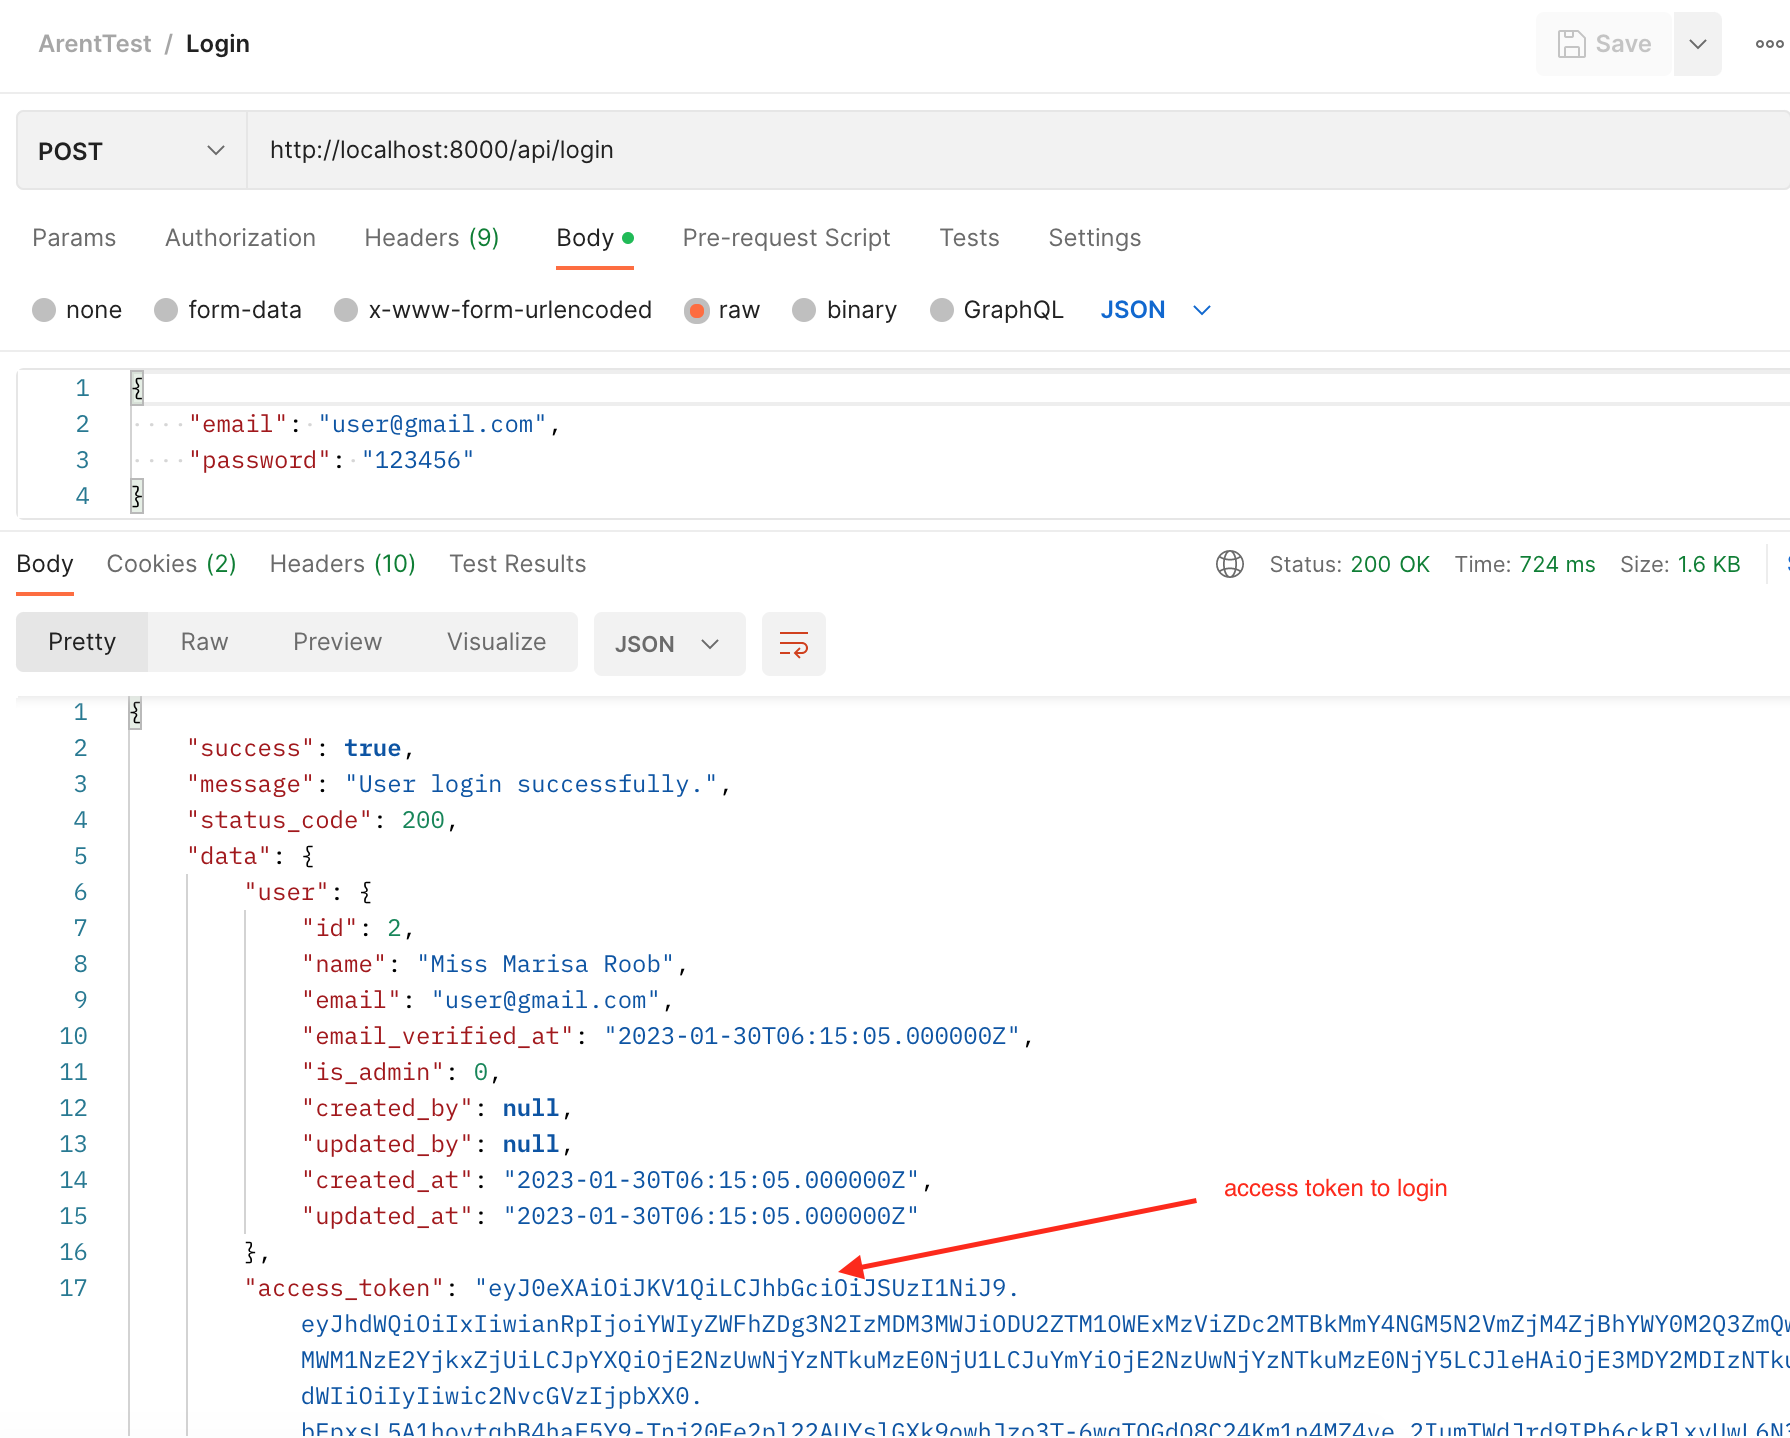 ArentTest / Login
Save
POST http://localhost:8000/api/login
Params Authorization Headers (9) Body Pre-request Script Tests Settings
none form-data x-www-form-urlencoded raw binary GraphQL JSON
1 {
2 "email": "user@gmail.com",
3 "password": "123456"
4 }
Body Cookies (2) Headers (10) Test Results Status: 200 OK Time: 724 ms Size: 1.6 KB
Pretty Raw Preview Visualize JSON
1 {
2 "success": true,
3 "message": "User login successfully.",
4 "status_code": 200,
5 "data": {
6 "user": {
7 "id": 2,
8 "name": "Miss Marisa Roob",
9 "email": "user@gmail.com",
10 "email_verified_at": "2023-01-30T06:15:05.000000Z",
11 "is_admin": 0,
12 "created_by": null,
13 "updated_by": null,
14 "created_at": "2023-01-30T06:15:05.000000Z",
access token to login
15 "updated_at": "2023-01-30T06:15:05.000000Z"
16 },
17 "access_token": "eyJ0eXAiOiJKV1QiLCJhbGciOiJSUzI1NiJ9.
eyJhdWQiOiIxIiwianRpIjoiYWIyZWFhZDg3N2IzMDM3MWJiODU2ZTM1OWExMzViZDc2MTBkMmY4NGM5N2VmZjM4ZjBhYWY0M2Q3ZmQw
MWM1NzE2YjkxZjUiLCJpYXQiOjE2NzUwNjYzNTkuMzE0NjU1LCJuYmYiOjE2NzUwNjYzNTkuMzE0NjY5LCJleHAiOjE3MDY2MDIzNTku
dWIiOiIyIiwic2NvcGVzIjpbXX0.